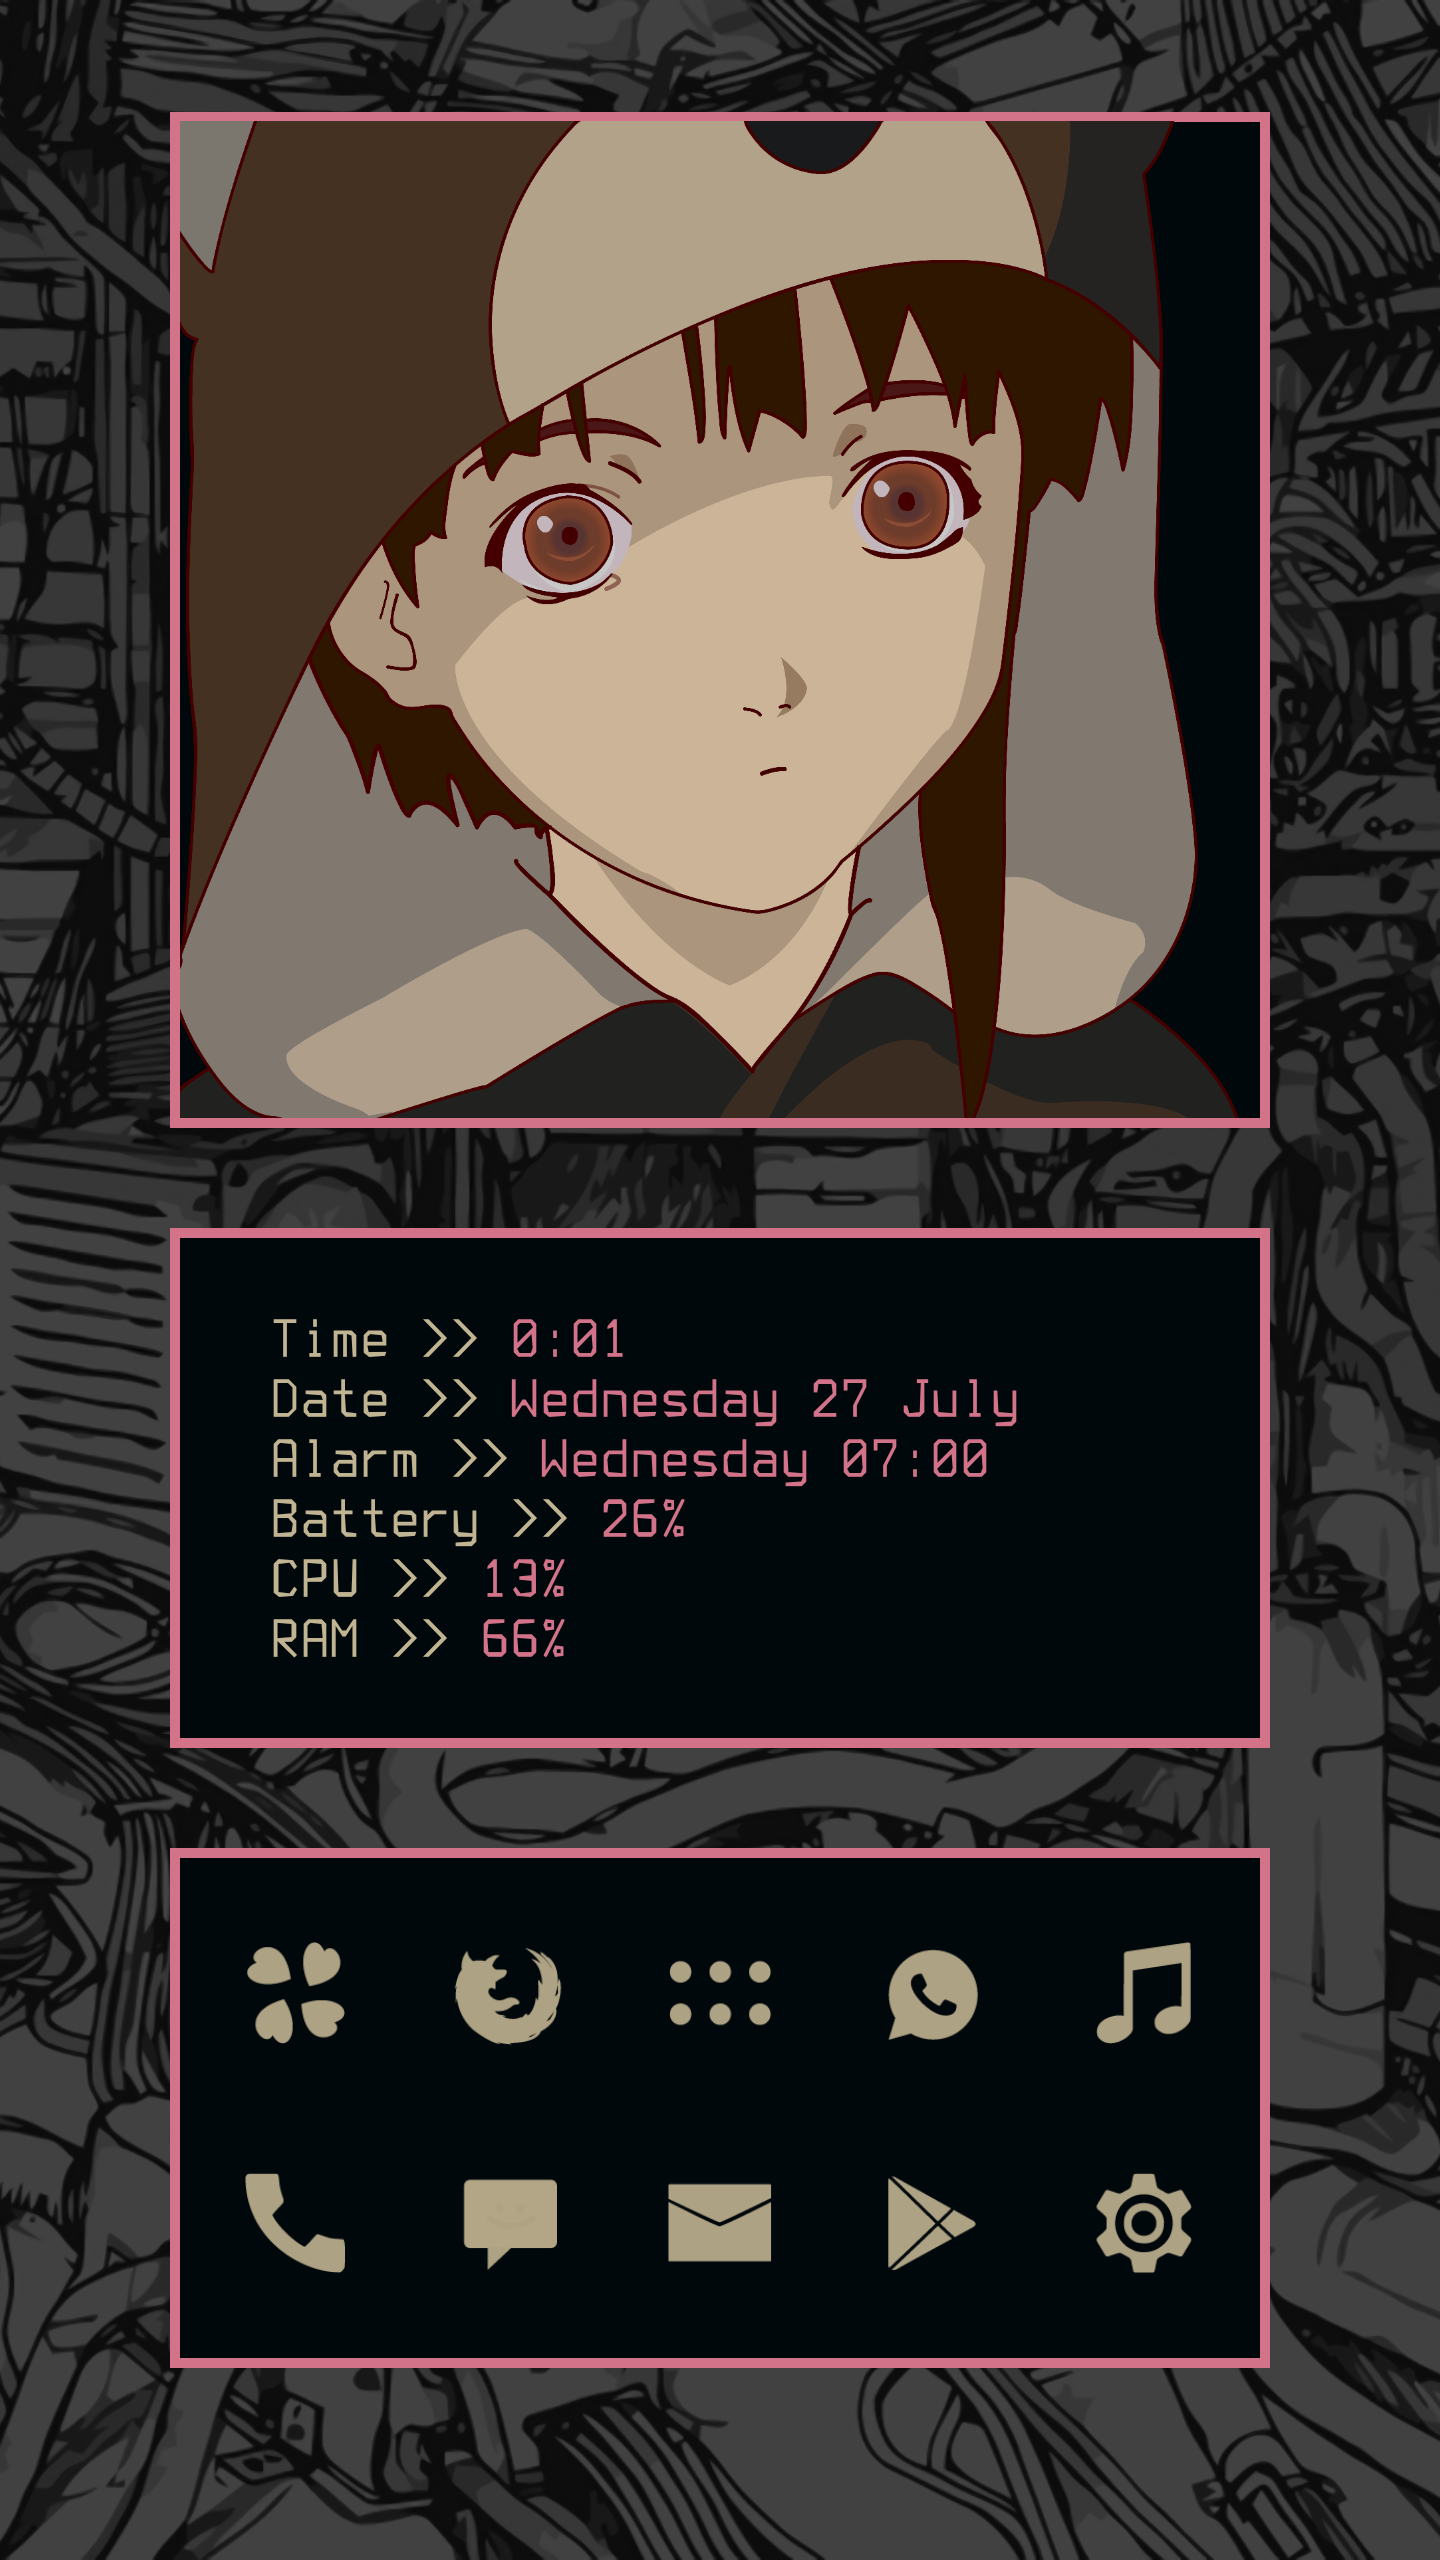 Time >> 0:01
Date >> Wednesday 27 July
Alarm >> Wednesday 07:00
Battery >> 26%
CPU >> 13%
RAM >> 66%